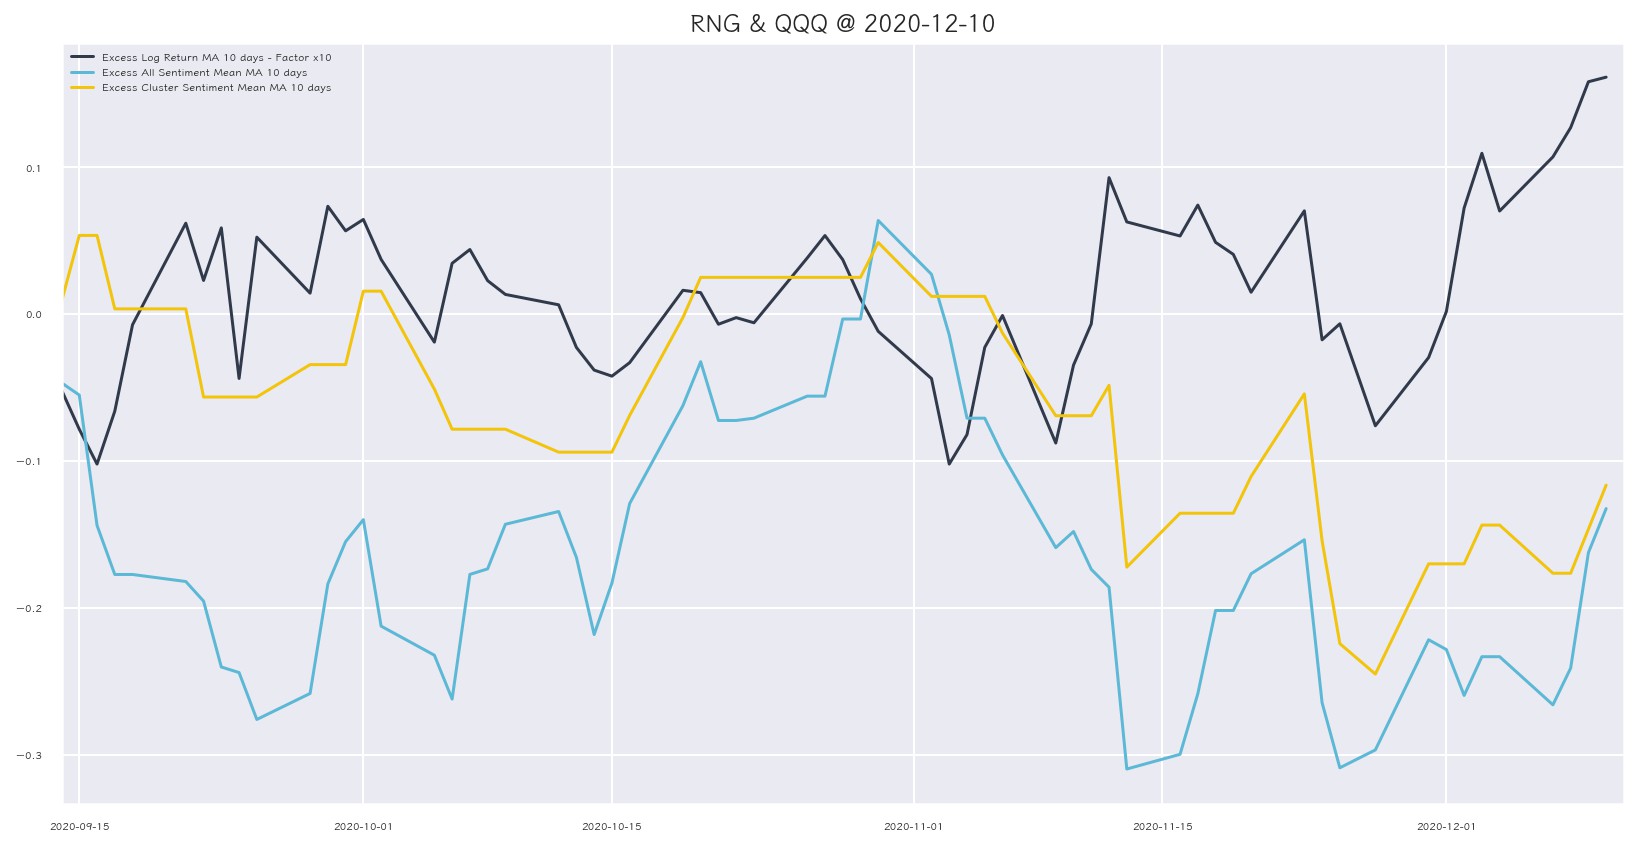 RNG & QQQ @ 2020-12-10
Excess Log Return MA 10 days - Factor x10
Excess All Sentiment Mean MA 10 days
Excess Cluster Sentiment Mean MA 10 days
0.1
0.0
−0.1
−0.2
−0.3
2020-09-15
2020-10-01
2020-10-15
2020-11-01
2020-11-15
2020-12-01